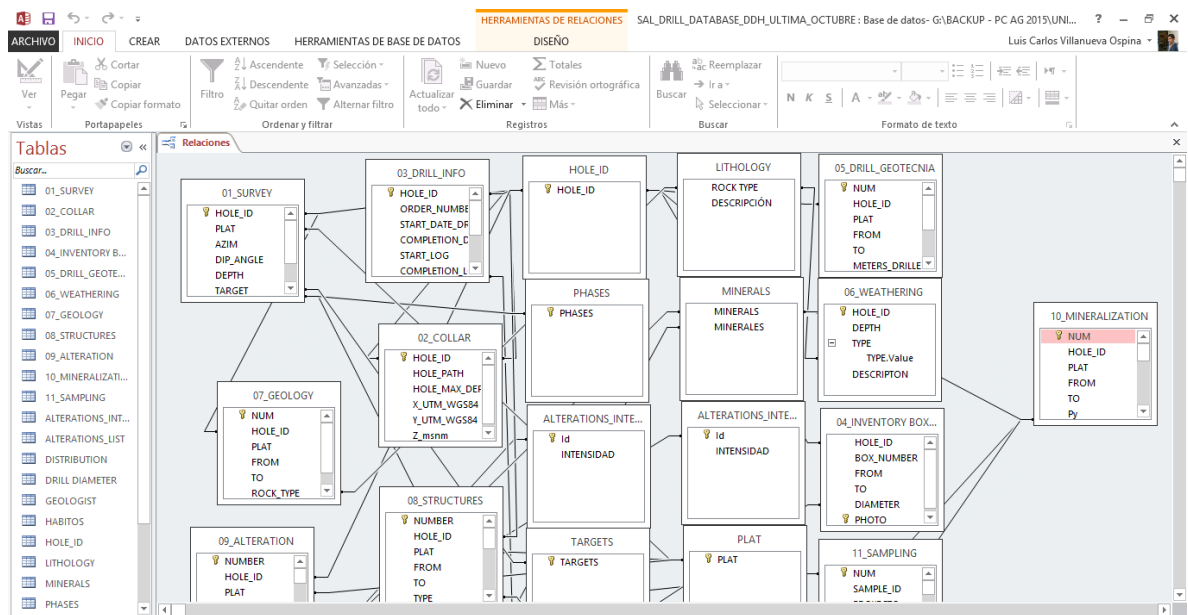 HERRAMIENTAS DE RELACIONES
SAL_DRILL_DATABASE_DDH_ULTIMA_OCTUBRE : Base de datos- G:\BACKUP - PC AG 2015\UNI...
ARCHIVO INICIO CREAR DATOS EXTERNOS HERRAMIENTAS DE BASE DE DATOS DISEÑO
Luis Carlos Villanueva Ospina
Ver
Vistas
Pegar
Cortar
Copiar
Copiar formato
Portapapeles
Filtro
Ascendente
Descendente
Quitar orden
Selección
Avanzadas
Alternar filtro
Ordenar y filtrar
Actualizar todo
Nuevo
Guardar
Eliminar
Totales
Revisión ortográfica
Más
Registros
Buscar
Reemplazar
Ir a
Seleccionar
Buscar
N K S A
Formato de texto
Tablas
Buscar...
01_SURVEY
02_COLLAR
03_DRILL_INFO
04_INVENTORY B...
05_DRILL_GEOTE...
06_WEATHERING
07_GEOLOGY
08_STRUCTURES
09_ALTERATION
10_MINERALIZATI...
11_SAMPLING
ALTERATIONS_INT...
ALTERATIONS_LIST
DISTRIBUTION
DRILL DIAMETER
GEOLOGIST
HABITOS
HOLE_ID
LITHOLOGY
MINERALS
PHASES
Relaciones
01_SURVEY
HOLE_ID
PLAT
AZIM
DIP_ANGLE
DEPTH
TARGET
03_DRILL_INFO
HOLE_ID
ORDER_NUMBE
START_DATE_DR
COMPLETION_D
START_LOG
COMPLETION_L
HOLE_ID
HOLE_ID
LITHOLOGY
ROCK TYPE
DESCRIPCIÓN
05_DRILL_GEOTECNIA
NUM
HOLE_ID
PLAT
FROM
TO
METERS_DRILLE
02_COLLAR
HOLE_ID
HOLE_PATH
HOLE_MAX_DEP
X_UTM_WGS84
Y_UTM_WGS84
Z_msnm
PHASES
PHASES
MINERALS
MINERALS
MINERALES
06_WEATHERING
HOLE_ID
DEPTH
TYPE
TYPE.Value
DESCRIPTON
10_MINERALIZATION
NUM
HOLE_ID
PLAT
FROM
TO
Py
07_GEOLOGY
NUM
HOLE_ID
PLAT
FROM
TO
ROCK_TYPE
ALTERATIONS_INTE...
Id
INTENSIDAD
ALTERATIONS_INTE...
Id
INTENSIDAD
04_INVENTORY BOX...
HOLE_ID
BOX_NUMBER
FROM
TO
DIAMETER
PHOTO
08_STRUCTURES
NUMBER
HOLE_ID
PLAT
FROM
TO
TYPE
09_ALTERATION
NUMBER
HOLE_ID
PLAT
TARGETS
TARGETS
PLAT
PLAT
11_SAMPLING
NUM
SAMPLE_ID